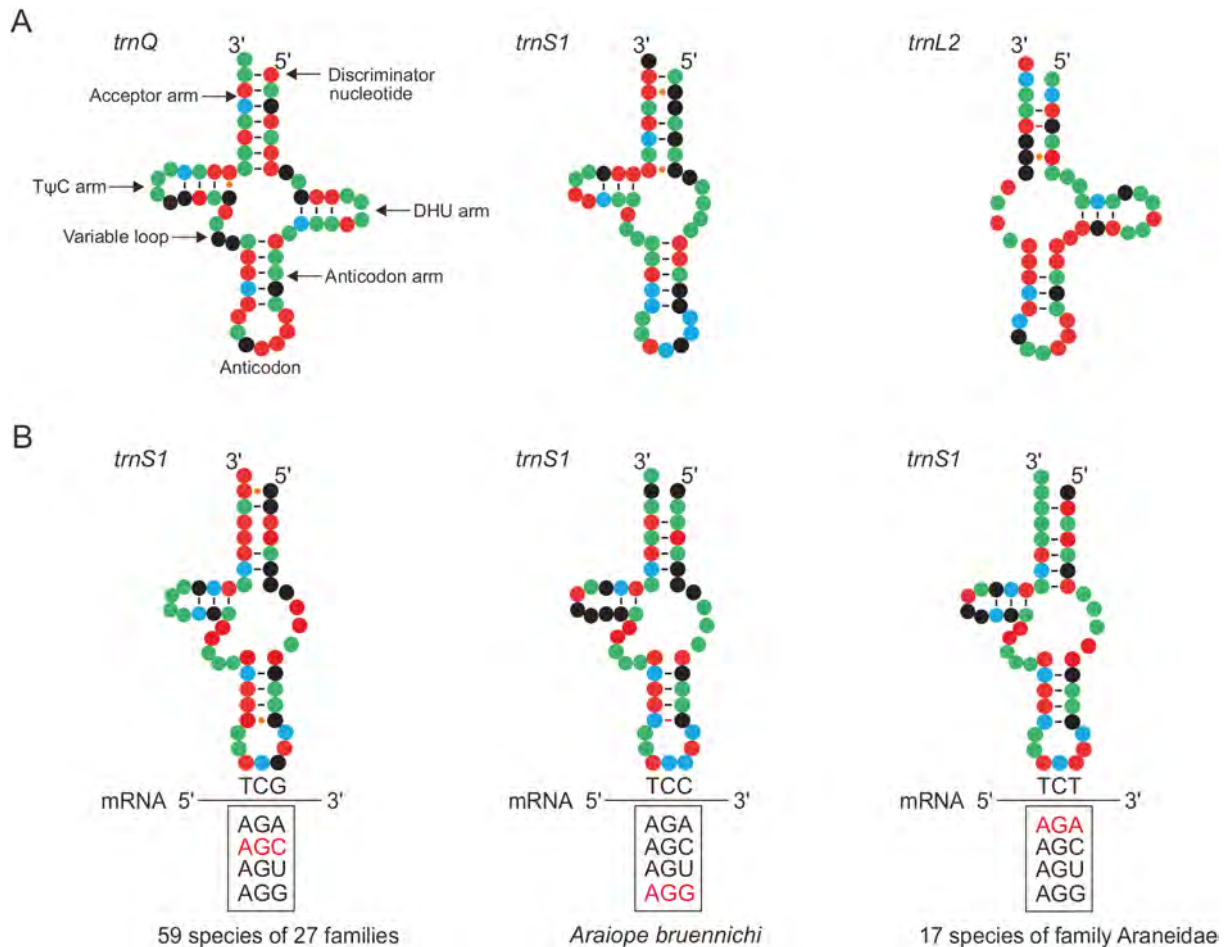 A
trnQ
trnS1
trnL2
3'
5'
3'
5'
3'
5'
Discriminator
nucleotide
Acceptor arm
TψC arm
DHU arm
Variable loop
Anticodon arm
Anticodon
B
trnS1
trnS1
trnS1
3'
5'
3'
5'
3'
5'
TCG
TCC
TCT
mRNA 5' 3'
5' 3'
5' 3'
AGA
AGC
AGU
AGG
AGA
AGC
AGU
AGG
AGA
AGC
AGU
AGG
59 species of 27 families
Araiope bruennichi
17 species of family Araneidae